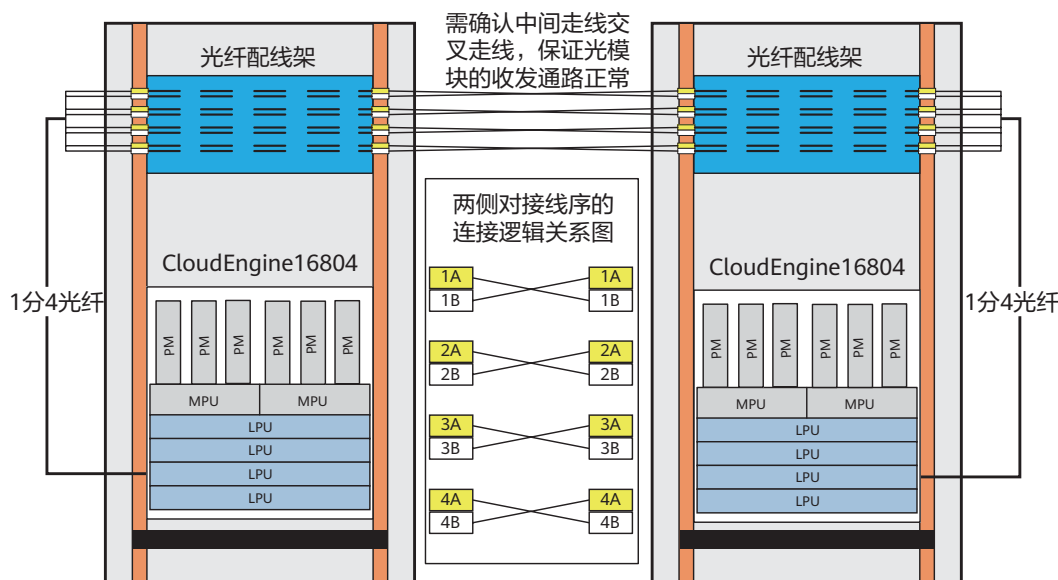 光纤配线架
需确认中间走线交
叉走线，保证光模
块的收发通路正常
光纤配线架
两侧对接线序的
连接逻辑关系图
CloudEngine16804
CloudEngine16804
1A
1A
1B
1B
2A
2A
2B
2B
3A
3A
3B
3B
4A
4A
4B
4B
1分4光纤
1分4光纤
PM
PM
PM
PM
PM
PM
MPU
MPU
LPU
LPU
LPU
LPU
PM
PM
PM
PM
PM
PM
MPU
MPU
LPU
LPU
LPU
LPU